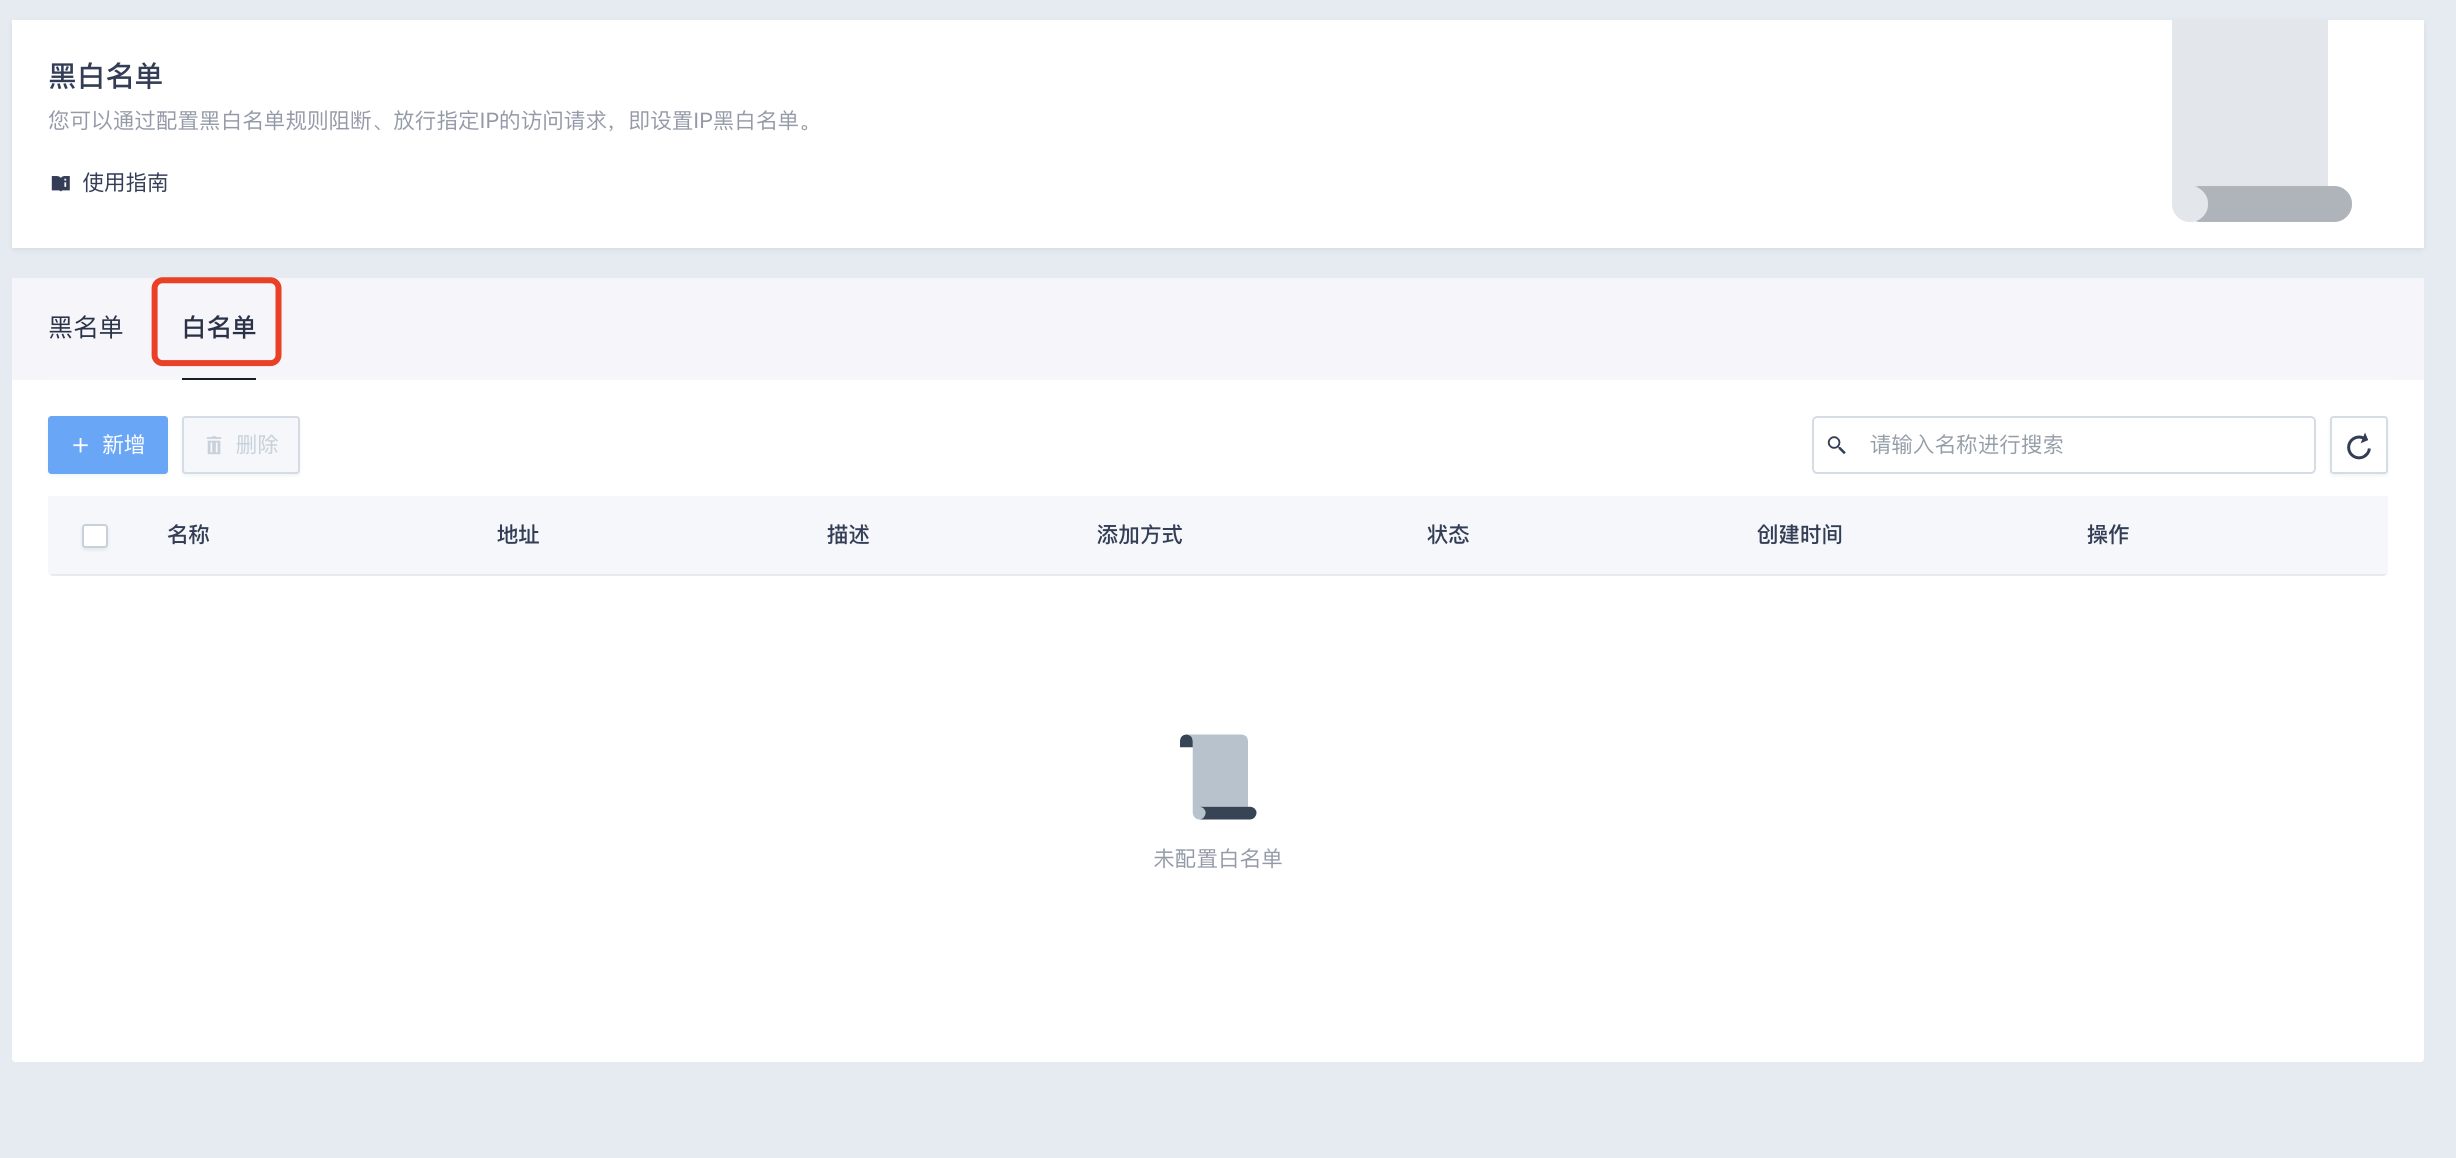 黑白名单
您可以通过配置黑白名单规则阻断、放行指定IP的访问请求，即设置IP黑白名单。
使用指南
黑名单 白名单
新增 删除 请输入名称进行搜索
名称 地址 描述 添加方式 状态 创建时间 操作
未配置白名单